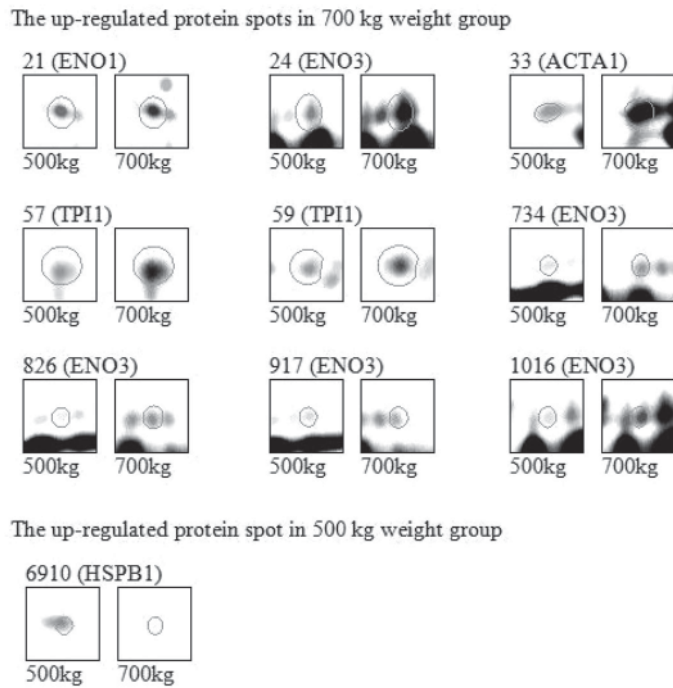 The up-regulated protein spots in 700 kg weight group
21 (ENO1) 24 (ENO3) 33 (ACTA1)
500kg 700kg 500kg 700kg 500kg 700kg
57 (TPI1) 59 (TPI1) 734 (ENO3)
500kg 700kg 500kg 700kg 500kg 700kg
826 (ENO3) 917 (ENO3) 1016 (ENO3)
500kg 700kg 500kg 700kg 500kg 700kg
The up-regulated protein spot in 500 kg weight group
6910 (HSPB1)
500kg 700kg